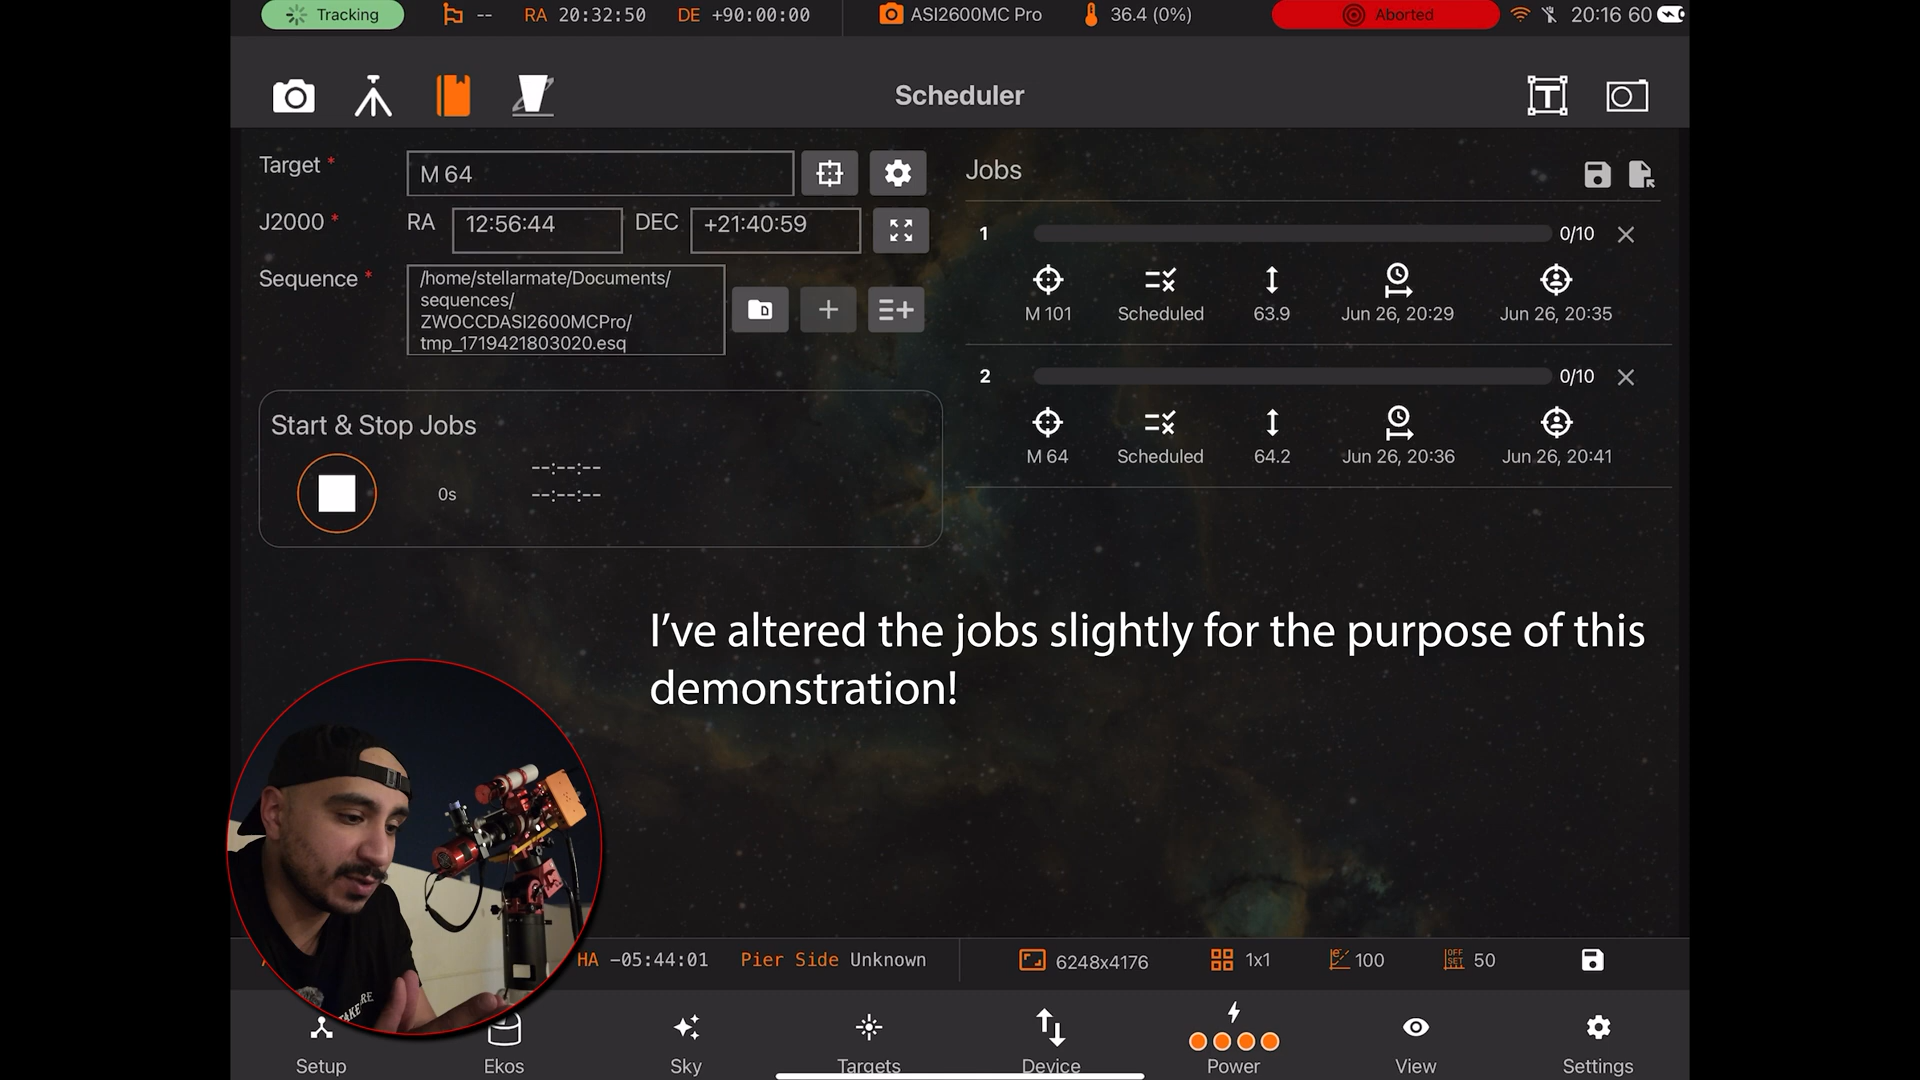 Tracking -- RA 20:32:50 DE +90:00:00 ASI2600MC Pro 36.4 (0%) Aborted 20:16 60
Scheduler
Target * M 64
J2000 * RA 12:56:44 DEC +21:40:59
Sequence * /home/stellarmate/Documents/
sequences/
ZWOCCDASI2600MCPro/
tmp_1719421803020.esq
Start & Stop Jobs
--:--:--
0s --:--:--
Jobs
1 0/10
M 101 Scheduled 63.9 Jun 26, 20:29 Jun 26, 20:35
2 0/10
M 64 Scheduled 64.2 Jun 26, 20:36 Jun 26, 20:41
I've altered the jobs slightly for the purpose of this
demonstration!
HA -05:44:01 Pier Side Unknown 6248x4176 1x1 100 OFF SET 50
Setup Ekos Sky Targets Device Power View Settings